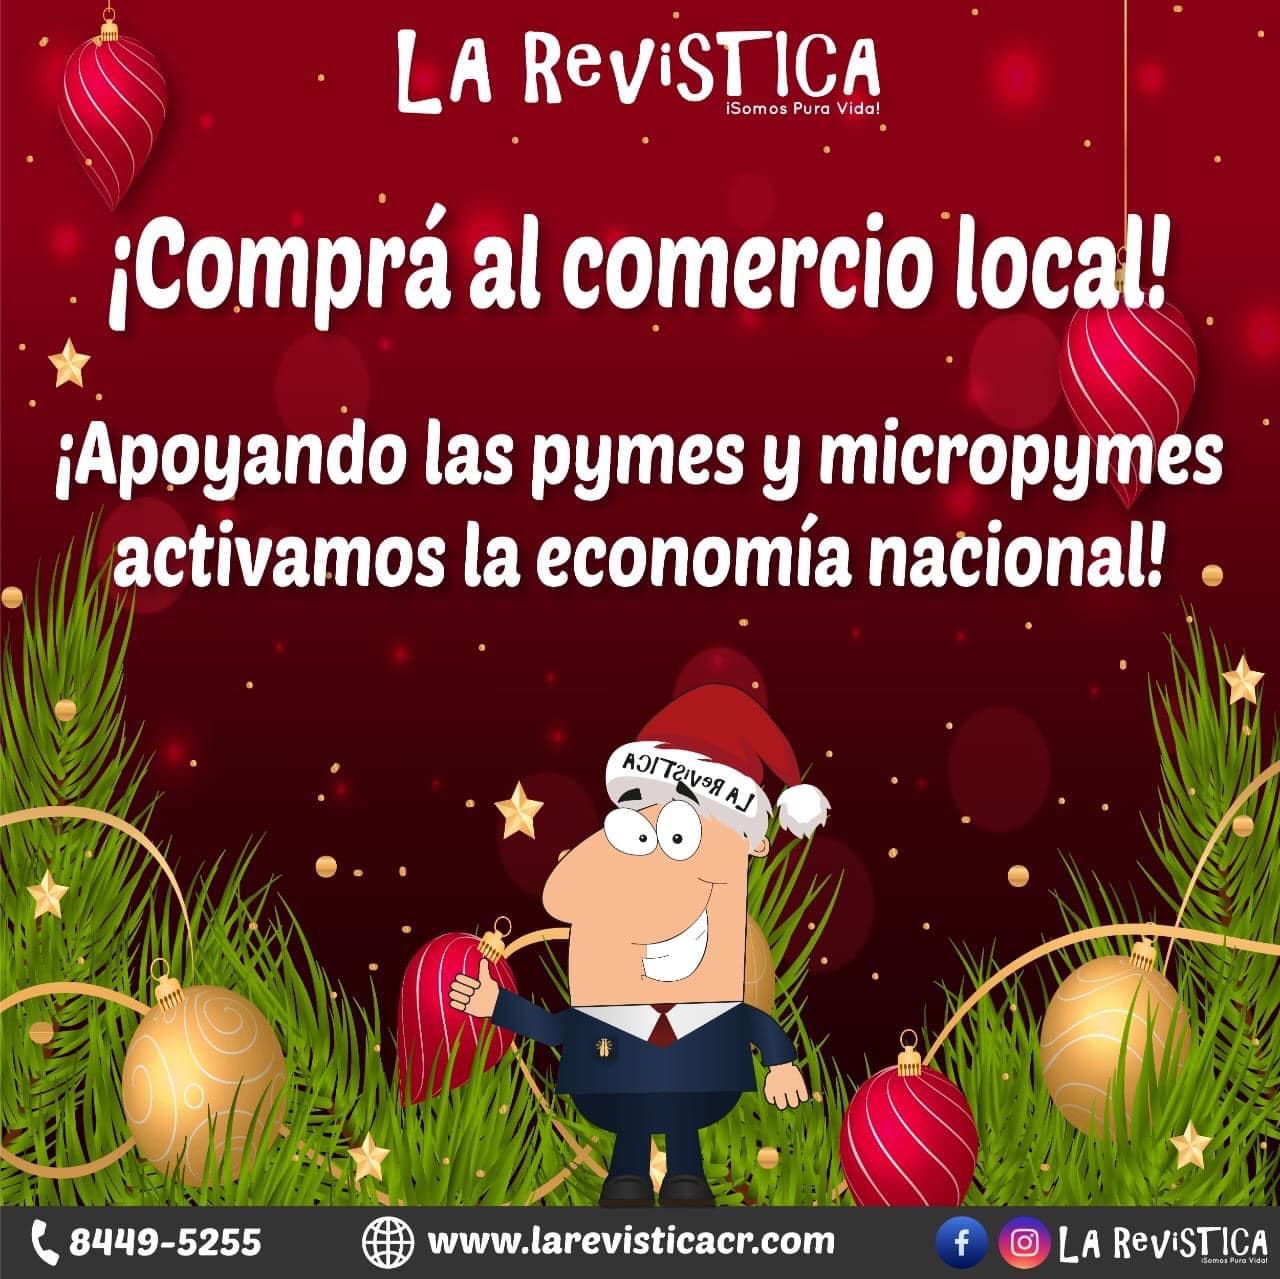 LA ReViSTICA
¡Somos Pura Vida!
¡Comprá al comercio local!
¡Apoyando las pymes y micropymes
activamos la economía nacional!
LA ReViSTICA
8449-5255
www.larevisticacr.com
LA ReViSTICA
¡Somos Pura Vida!